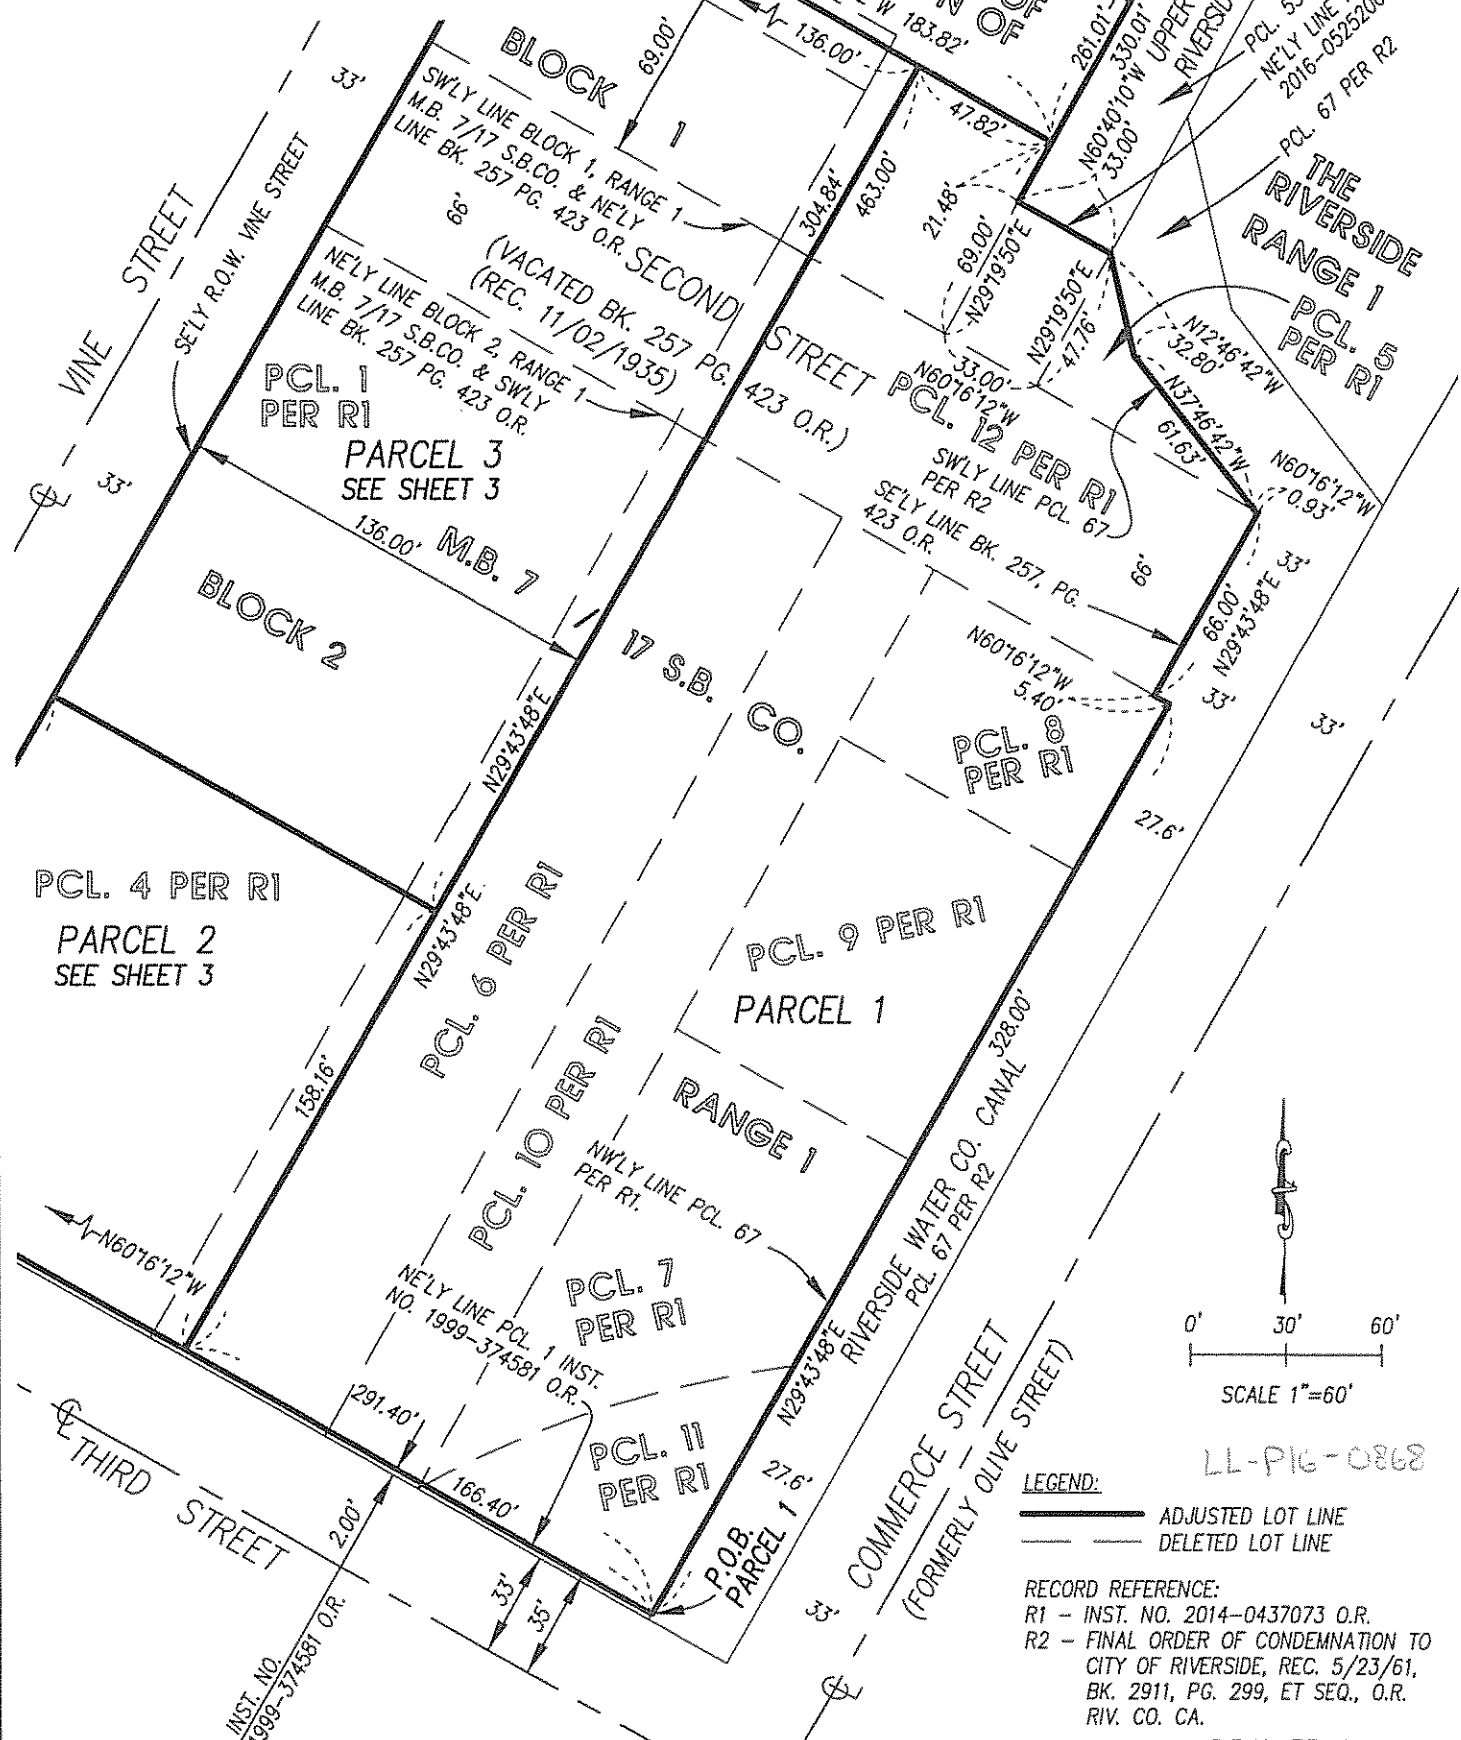 W 183.82'
N OF
OF
261.01'
330.01'
N60°40'10"W UPPER
33.00'
PCL. 53
NE'LY LINE
PCL. 67 PER R2
136.00'
69.00'
BLOCK 1
47.82'
THE
RIVERSIDE
RANGE 1
33'
SW'LY LINE BLOCK 1, RANGE 1
M.B. 7/17 S.B.CO. & NE'LY
LINE BK. 257 PG. 423 O.R.
66'
304.84'
463.00'
21.48'
69.00'
N29°19'50"E
N29°19'50"E
47.76'
PCL. 5
PER R1
N12°46'42"W
32.80'
SE'LY R.O.W. VINE STREET
VINE STREET
SECOND STREET
(VACATED BK. 257 PG. 423 O.R.)
(REC. 11/02/1935)
NE'LY LINE BLOCK 2, RANGE 1
M.B. 7/17 S.B.CO. & SW'LY
LINE BK. 257 PG. 423 O.R.
33.00'
N60°16'12"W
N37°46'42"W
61.63'
PCL. 1
PER R1
PARCEL 3
SEE SHEET 3
PCL. 12 PER R1
SW'LY LINE PCL. 67
PER R2
SE'LY LINE BK. 257, PG.
423 O.R.
66'
N60°16'12"W
0.93'
33'
66.00'
N29°43'48"E
33'
33'
33'
136.00'
M.B. 7 / 17 S.B. CO.
BLOCK 2
N60°16'12"W
5.40'
PCL. 8
PER R1
N29°43'48"E
27.6'
PCL. 4 PER R1
PARCEL 2
SEE SHEET 3
N29°43'48"E
PCL. 6 PER R1
PCL. 9 PER R1
PARCEL 1
328.00'
158.16'
PCL. 10 PER R1
RANGE 1
NW'LY LINE PCL. 67
PER R1.
RIVERSIDE WATER CO. CANAL
PCL. 67 PER R2
N60°16'12"W
NE'LY LINE PCL. 1 INST.
NO. 1999-374581 O.R.
PCL. 7
PER R1
N29°43'48"E
291.40'
PCL. 11
PER R1
166.40'
27.6'
P.O.B.
PARCEL 1
COMMERCE STREET
(FORMERLY OLIVE STREET)
33'
THIRD STREET
2.00'
33'
35'
INST. NO.
1999-374581 O.R.
0' 30' 60'
SCALE 1"=60'
LL-P16-0868
LEGEND:
ADJUSTED LOT LINE
DELETED LOT LINE
RECORD REFERENCE:
R1 - INST. NO. 2014-0437073 O.R.
R2 - FINAL ORDER OF CONDEMNATION TO
CITY OF RIVERSIDE, REC. 5/23/61,
BK. 2911, PG. 299, ET SEQ., O.R.
RIV. CO. CA.